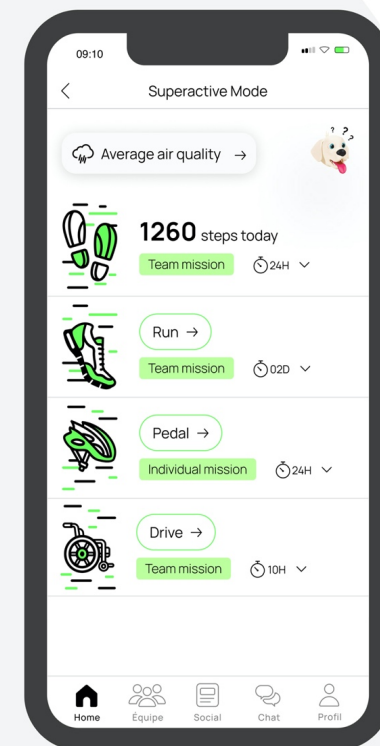 09:10
Superactive Mode
Average air quality →
? ? ?
1260 steps today
Team mission 24H
Run →
Team mission 02D
Pedal →
Individual mission 24H
Drive →
Team mission 10H
Home Équipe Social Chat Profil